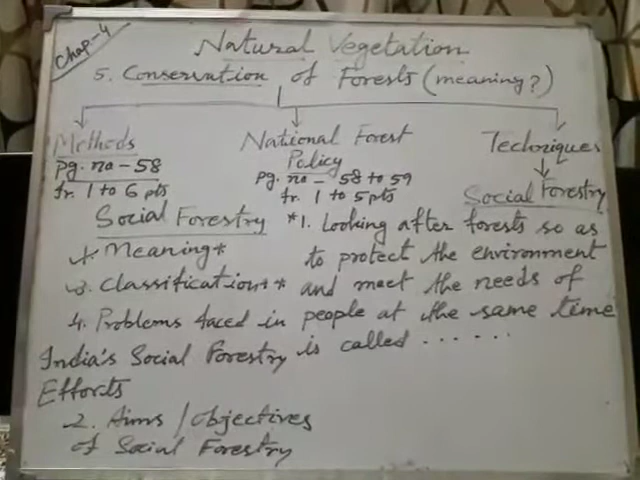 Chap-4
Natural Vegetation
5. Conservation of Forests (meaning?)
Methods
pg. no - 58
fr. 1 to 6 pts
National Forest
Policy
pg. no - 58 to 59
fr. 1 to 5 pts
Techniques
Social Forestry
Social Forestry
1. Meaning*
3. Classification**
4. Problems faced in
India's Social Forestry
Efforts
2. Aims / Objectives
of Social Forestry
*1. Looking after forests so as
to protect the environment
and meet the needs of
people at the same time
is called ......